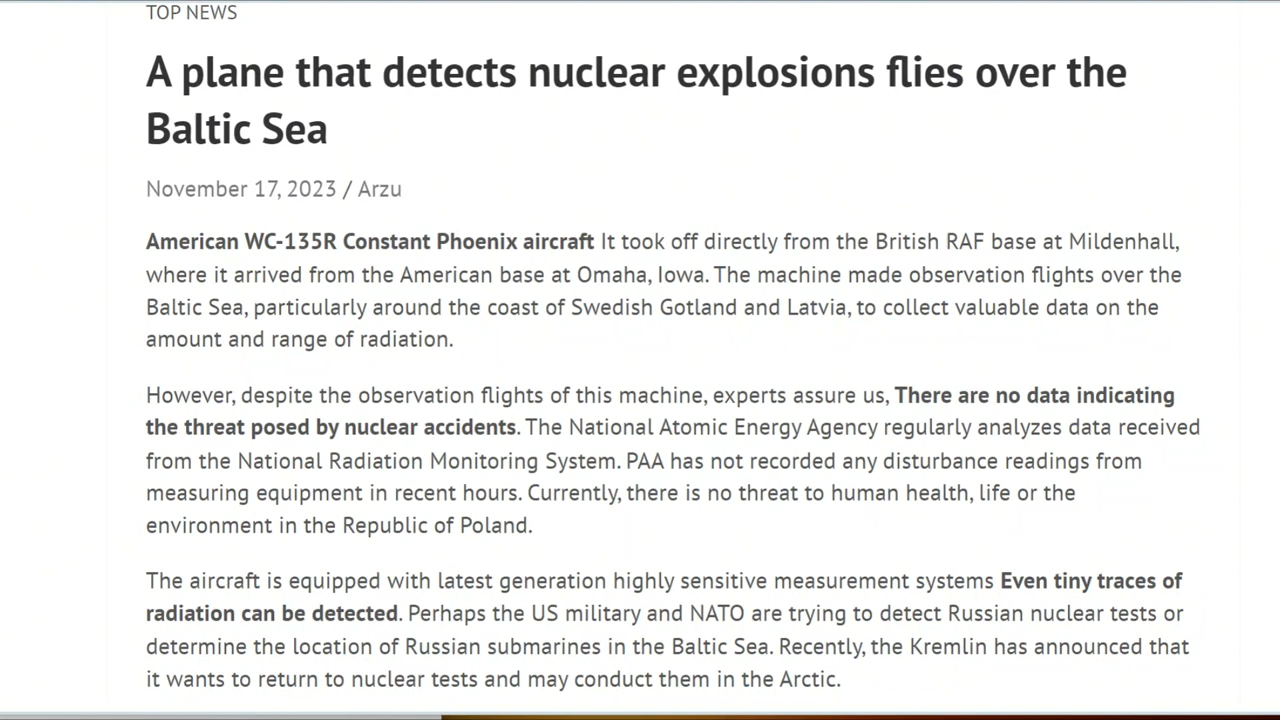 TOP NEWS
A plane that detects nuclear explosions flies over the
Baltic Sea
November 17, 2023 / Arzu
American WC-135R Constant Phoenix aircraft It took off directly from the British RAF base at Mildenhall,
where it arrived from the American base at Omaha, Iowa. The machine made observation flights over the
Baltic Sea, particularly around the coast of Swedish Gotland and Latvia, to collect valuable data on the
amount and range of radiation.
However, despite the observation flights of this machine, experts assure us, There are no data indicating
the threat posed by nuclear accidents. The National Atomic Energy Agency regularly analyzes data received
from the National Radiation Monitoring System. PAA has not recorded any disturbance readings from
measuring equipment in recent hours. Currently, there is no threat to human health, life or the
environment in the Republic of Poland.
The aircraft is equipped with latest generation highly sensitive measurement systems Even tiny traces of
radiation can be detected. Perhaps the US military and NATO are trying to detect Russian nuclear tests or
determine the location of Russian submarines in the Baltic Sea. Recently, the Kremlin has announced that
it wants to return to nuclear tests and may conduct them in the Arctic.